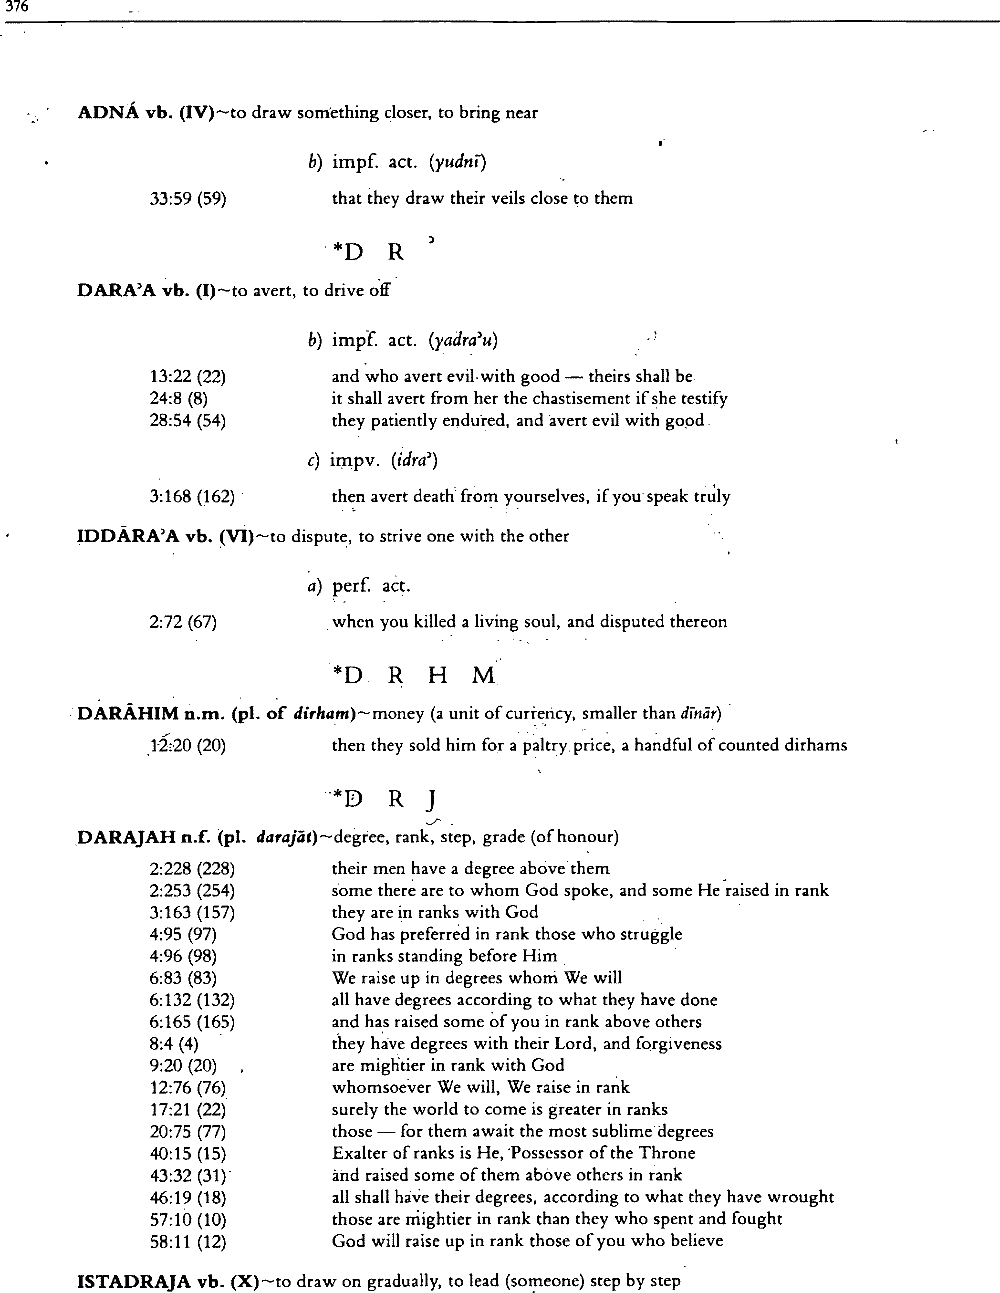 376
ADNÁ vb. (IV)~to draw something closer, to bring near
b) impf. act. (yudnī)
33:59 (59) that they draw their veils close to them
*D R ʾ
DARAʾA vb. (I)~to avert, to drive off
b) impf. act. (yadraʾu)
13:22 (22) and who avert evil with good — theirs shall be
24:8 (8) it shall avert from her the chastisement if she testify
28:54 (54) they patiently endured, and avert evil with good
c) impv. (idraʾ)
3:168 (162) then avert death from yourselves, if you speak truly
IDDĀRAʾA vb. (VI)~to dispute, to strive one with the other
a) perf. act.
2:72 (67) when you killed a living soul, and disputed thereon
*D R H M
DARĀHIM n.m. (pl. of dirham)~money (a unit of currency, smaller than dīnār)
12:20 (20) then they sold him for a paltry price, a handful of counted dirhams
*D R J
DARAJAH n.f. (pl. darajāt)~degree, rank, step, grade (of honour)
2:228 (228) their men have a degree above them
2:253 (254) some there are to whom God spoke, and some He raised in rank
3:163 (157) they are in ranks with God
4:95 (97) God has preferred in rank those who struggle
4:96 (98) in ranks standing before Him
6:83 (83) We raise up in degrees whom We will
6:132 (132) all have degrees according to what they have done
6:165 (165) and has raised some of you in rank above others
8:4 (4) they have degrees with their Lord, and forgiveness
9:20 (20) are mightier in rank with God
12:76 (76) whomsoever We will, We raise in rank
17:21 (22) surely the world to come is greater in ranks
20:75 (77) those — for them await the most sublime degrees
40:15 (15) Exalter of ranks is He, Possessor of the Throne
43:32 (31) and raised some of them above others in rank
46:19 (18) all shall have their degrees, according to what they have wrought
57:10 (10) those are mightier in rank than they who spent and fought
58:11 (12) God will raise up in rank those of you who believe
ISTADRAJA vb. (X)~to draw on gradually, to lead (someone) step by step